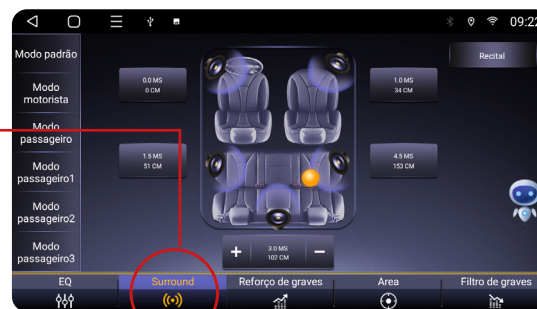 09:22
Modo padrão
Modo
motorista
Modo
passageiro
Modo
passageiro1
Modo
passageiro2
Modo
passageiro3
0.0 MS
0 CM
1.0 MS
34 CM
1.5 MS
51 CM
4.5 MS
153 CM
+ 3.0 MS −
102 CM
Recital
EQ
Surround
Reforço de graves
Area
Filtro de graves